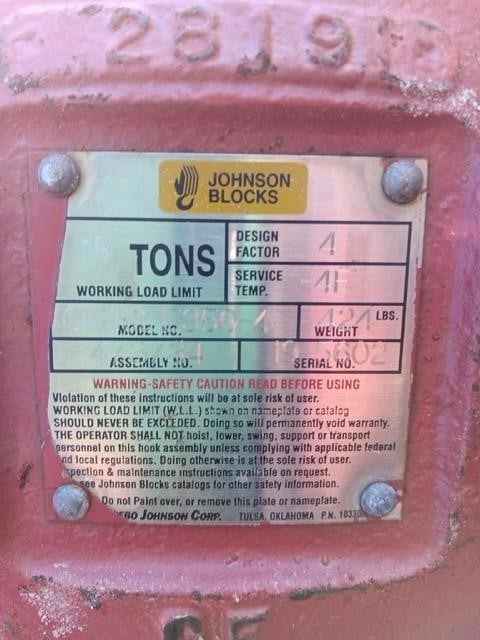 2819
JOHNSON
BLOCKS
TONS
WORKING LOAD LIMIT
DESIGN
FACTOR 4
SERVICE
TEMP.
MODEL NO.
WEIGHT LBS.
ASSEMBLY NO.
SERIAL NO.
WARNING-SAFETY CAUTION READ BEFORE USING
Violation of these instructions will be at sole risk of user.
WORKING LOAD LIMIT (W.L.L.) shown on nameplate or catalog
SHOULD NEVER BE EXCEEDED. Doing so will permanently void warranty.
THE OPERATOR SHALL NOT hoist, lower, swing, support or transport
personnel on this hook assembly unless complying with applicable federal
and local regulations. Doing otherwise is at the sole risk of user.
spection & maintenance instructions available on request.
see Johnson Blocks catalogs for other safety information.
Do not Paint over, or remove this plate or nameplate.
JOHNSON CORP. TULSA, OKLAHOMA P.N.